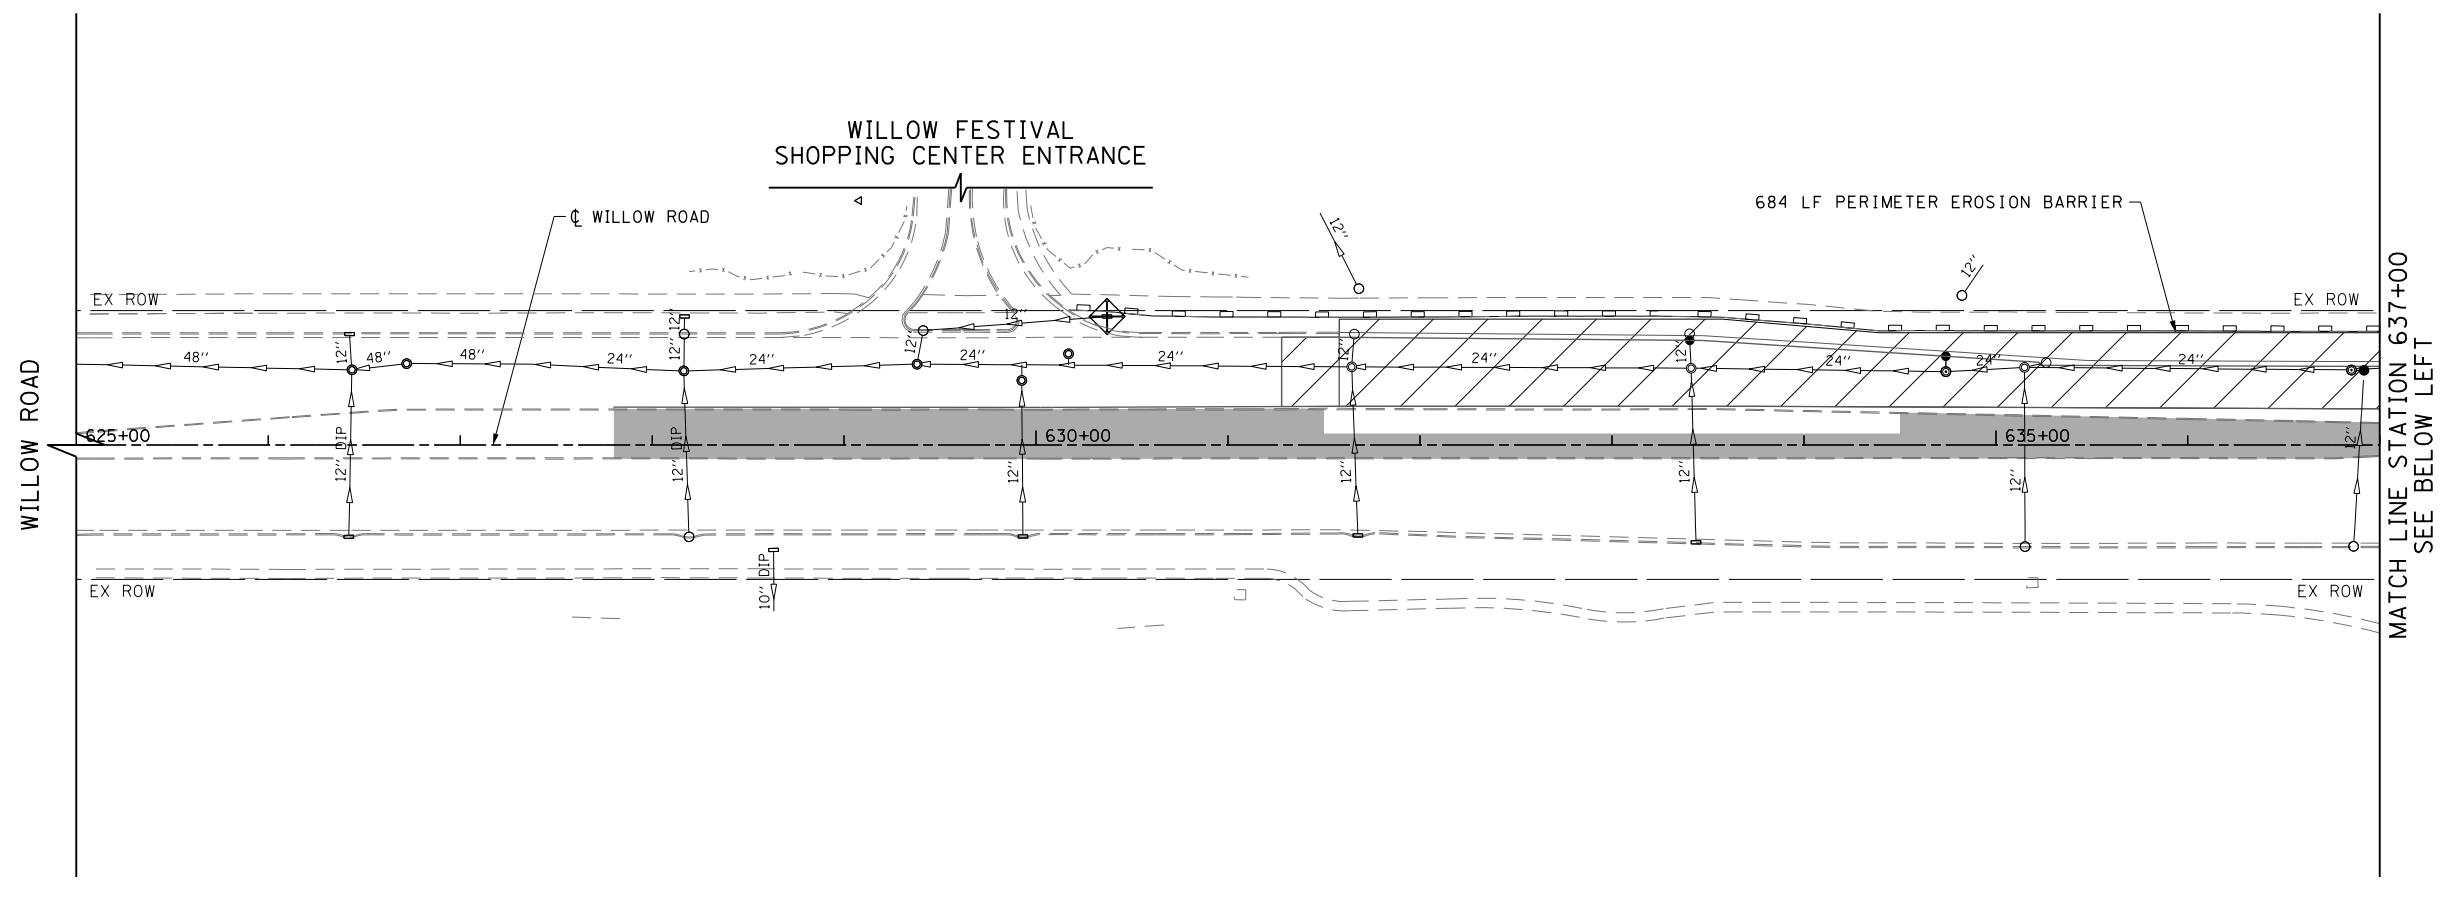 WILLOW FESTIVAL
SHOPPING CENTER ENTRANCE
℄ WILLOW ROAD
684 LF PERIMETER EROSION BARRIER
12''
12''
EX ROW
EX ROW
12''
12''
12''
12''
12''
12''
12''
12''
48''
48''
48''
24''
24''
24''
24''
24''
24''
24''
24''
625+00
630+00
635+00
12'' DIP
12'' DIP
12''
12''
12''
12''
12''
10'' DIP
EX ROW
EX ROW
WILLOW ROAD
MATCH LINE STATION 637+00
SEE BELOW LEFT